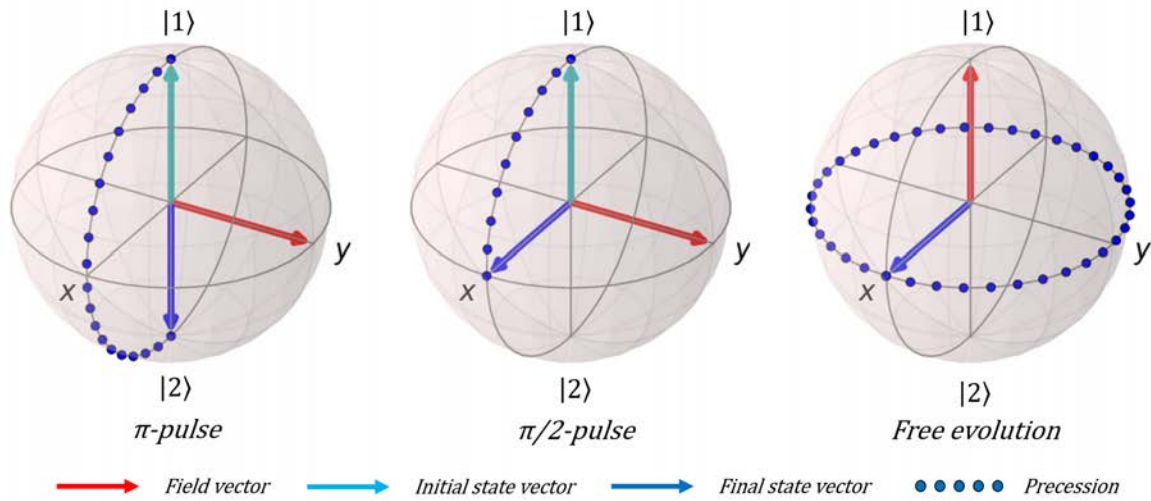 |1⟩ |1⟩ |1⟩
x y x y x y
|2⟩ |2⟩ |2⟩
π-pulse π/2-pulse Free evolution
Field vector Initial state vector Final state vector Precession